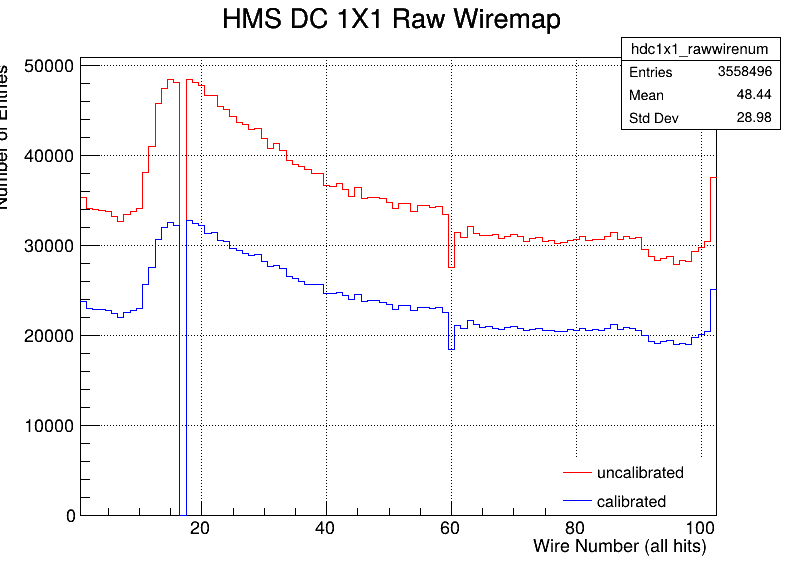 HMS DC 1X1 Raw Wiremap
hdc1x1_rawwirenum
Entries 3558496
Mean 48.44
Std Dev 28.98
Number of Entries
50000
40000
30000
20000
10000
0
uncalibrated
calibrated
20 40 60 80 100
Wire Number (all hits)